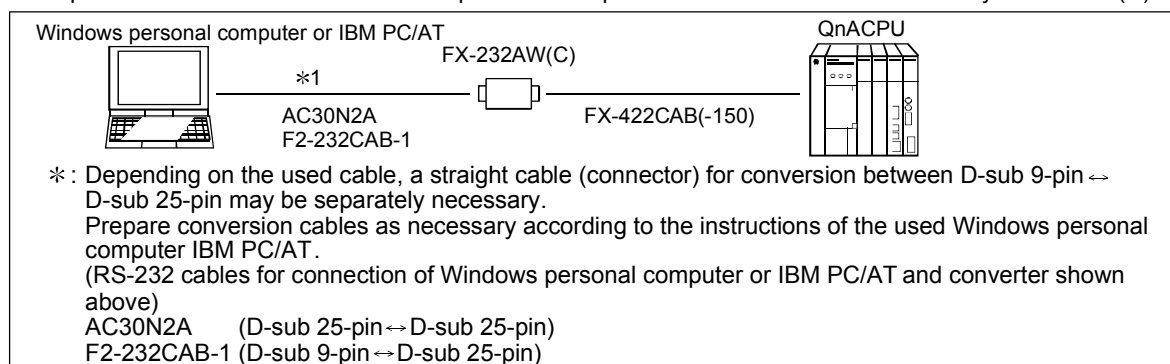 Windows personal computer or IBM PC/AT
QnACPU
FX-232AW(C)
*1
AC30N2A
F2-232CAB-1
FX-422CAB(-150)
*: Depending on the used cable, a straight cable (connector) for conversion between D-sub 9-pin↔
D-sub 25-pin may be separately necessary.
Prepare conversion cables as necessary according to the instructions of the used Windows personal
computer IBM PC/AT.
(RS-232 cables for connection of Windows personal computer or IBM PC/AT and converter shown
above)
AC30N2A (D-sub 25-pin↔D-sub 25-pin)
F2-232CAB-1 (D-sub 9-pin↔D-sub 25-pin)